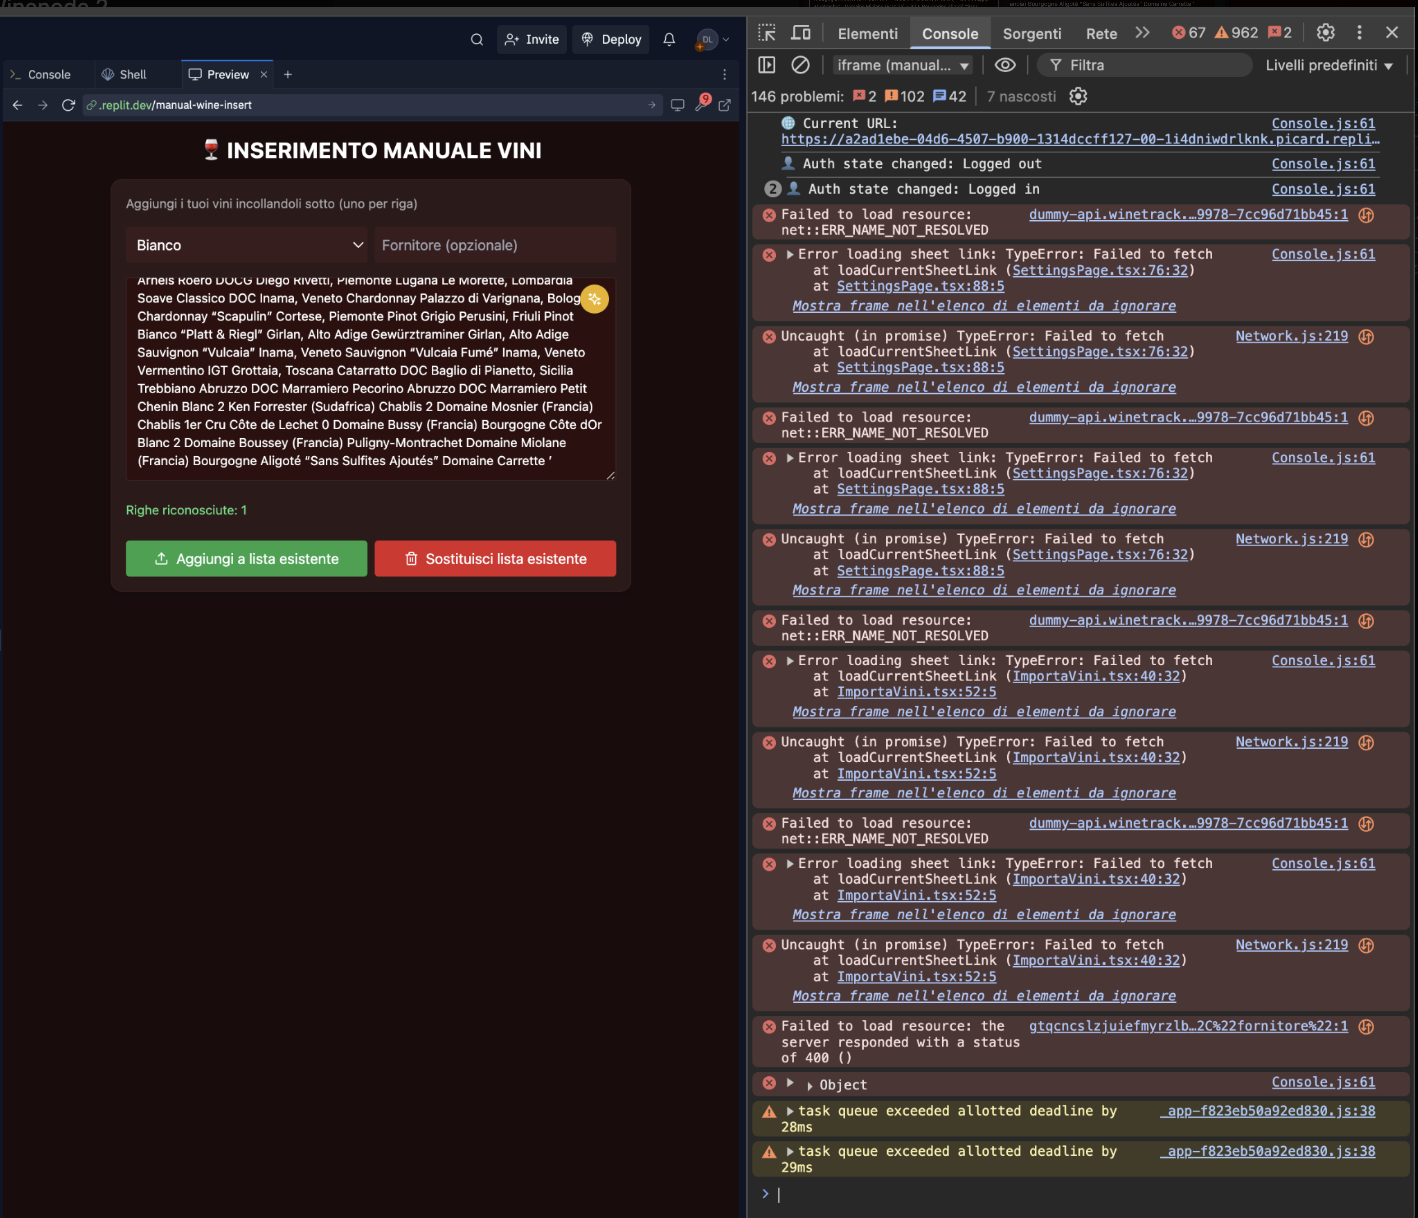 Invite
Deploy
DL
Console
Shell
Preview
.replit.dev/manual-wine-insert
9
🍷 INSERIMENTO MANUALE VINI
Aggiungi i tuoi vini incollandoli sotto (uno per riga)
Bianco
Fornitore (opzionale)
Arneis Roero DOCG Diego Rivetti, Piemonte Lugana Le Morette, Lombardia
Soave Classico DOC Inama, Veneto Chardonnay Palazzo di Varignana, Bolog
Chardonnay “Scapulin” Cortese, Piemonte Pinot Grigio Perusini, Friuli Pinot
Bianco “Platt & Riegl” Girlan, Alto Adige Gewürztraminer Girlan, Alto Adige
Sauvignon “Vulcaia” Inama, Veneto Sauvignon “Vulcaia Fumé” Inama, Veneto
Vermentino IGT Grottaia, Toscana Catarratto DOC Baglio di Pianetto, Sicilia
Trebbiano Abruzzo DOC Marramiero Pecorino Abruzzo DOC Marramiero Petit
Chenin Blanc 2 Ken Forrester (Sudafrica) Chablis 2 Domaine Mosnier (Francia)
Chablis 1er Cru Côte de Lechet 0 Domaine Bussy (Francia) Bourgogne Côte dOr
Blanc 2 Domaine Boussey (Francia) Puligny-Montrachet Domaine Miolane
(Francia) Bourgogne Aligoté “Sans Sulfites Ajoutés” Domaine Carrette ’
Righe riconosciute: 1
Aggiungi a lista esistente
Sostituisci lista esistente
Elementi Console Sorgenti Rete 67 962 2
iframe (manual... Filtra Livelli predefiniti
146 problemi: 2 102 42 7 nascosti
🌐 Current URL: Console.js:61
https://a2ad1ebe-04d6-4507-b900-1314dccff127-00-1i4dniwdrlknk.picard.repli…
👤 Auth state changed: Logged out Console.js:61
2 👤 Auth state changed: Logged in Console.js:61
Failed to load resource: dummy-api.winetrack.…9978-7cc96d71bb45:1
net::ERR_NAME_NOT_RESOLVED
Error loading sheet link: TypeError: Failed to fetch Console.js:61
at loadCurrentSheetLink (SettingsPage.tsx:76:32)
at SettingsPage.tsx:88:5
Mostra frame nell'elenco di elementi da ignorare
Uncaught (in promise) TypeError: Failed to fetch Network.js:219
at loadCurrentSheetLink (SettingsPage.tsx:76:32)
at SettingsPage.tsx:88:5
Mostra frame nell'elenco di elementi da ignorare
Failed to load resource: dummy-api.winetrack.…9978-7cc96d71bb45:1
net::ERR_NAME_NOT_RESOLVED
Error loading sheet link: TypeError: Failed to fetch Console.js:61
at loadCurrentSheetLink (SettingsPage.tsx:76:32)
at SettingsPage.tsx:88:5
Mostra frame nell'elenco di elementi da ignorare
Uncaught (in promise) TypeError: Failed to fetch Network.js:219
at loadCurrentSheetLink (SettingsPage.tsx:76:32)
at SettingsPage.tsx:88:5
Mostra frame nell'elenco di elementi da ignorare
Failed to load resource: dummy-api.winetrack.…9978-7cc96d71bb45:1
net::ERR_NAME_NOT_RESOLVED
Error loading sheet link: TypeError: Failed to fetch Console.js:61
at loadCurrentSheetLink (ImportaVini.tsx:40:32)
at ImportaVini.tsx:52:5
Mostra frame nell'elenco di elementi da ignorare
Uncaught (in promise) TypeError: Failed to fetch Network.js:219
at loadCurrentSheetLink (ImportaVini.tsx:40:32)
at ImportaVini.tsx:52:5
Mostra frame nell'elenco di elementi da ignorare
Failed to load resource: dummy-api.winetrack.…9978-7cc96d71bb45:1
net::ERR_NAME_NOT_RESOLVED
Error loading sheet link: TypeError: Failed to fetch Console.js:61
at loadCurrentSheetLink (ImportaVini.tsx:40:32)
at ImportaVini.tsx:52:5
Mostra frame nell'elenco di elementi da ignorare
Uncaught (in promise) TypeError: Failed to fetch Network.js:219
at loadCurrentSheetLink (ImportaVini.tsx:40:32)
at ImportaVini.tsx:52:5
Mostra frame nell'elenco di elementi da ignorare
Failed to load resource: the gtqcncslzjuiefmyrzlb…2C%22fornitore%22:1
server responded with a status
of 400 ()
Object Console.js:61
task queue exceeded allotted deadline by _app-f823eb50a92ed830.js:38
28ms
task queue exceeded allotted deadline by _app-f823eb50a92ed830.js:38
29ms